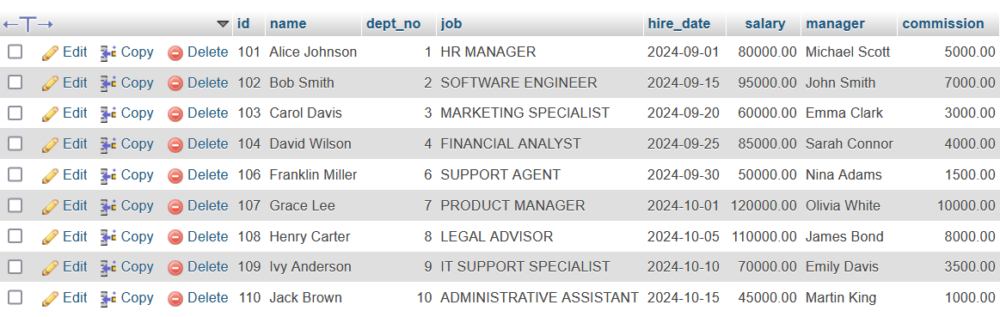 id name dept_no job hire_date salary manager commission
Edit Copy Delete 101 Alice Johnson 1 HR MANAGER 2024-09-01 80000.00 Michael Scott 5000.00
Edit Copy Delete 102 Bob Smith 2 SOFTWARE ENGINEER 2024-09-15 95000.00 John Smith 7000.00
Edit Copy Delete 103 Carol Davis 3 MARKETING SPECIALIST 2024-09-20 60000.00 Emma Clark 3000.00
Edit Copy Delete 104 David Wilson 4 FINANCIAL ANALYST 2024-09-25 85000.00 Sarah Connor 4000.00
Edit Copy Delete 106 Franklin Miller 6 SUPPORT AGENT 2024-09-30 50000.00 Nina Adams 1500.00
Edit Copy Delete 107 Grace Lee 7 PRODUCT MANAGER 2024-10-01 120000.00 Olivia White 10000.00
Edit Copy Delete 108 Henry Carter 8 LEGAL ADVISOR 2024-10-05 110000.00 James Bond 8000.00
Edit Copy Delete 109 Ivy Anderson 9 IT SUPPORT SPECIALIST 2024-10-10 70000.00 Emily Davis 3500.00
Edit Copy Delete 110 Jack Brown 10 ADMINISTRATIVE ASSISTANT 2024-10-15 45000.00 Martin King 1000.00